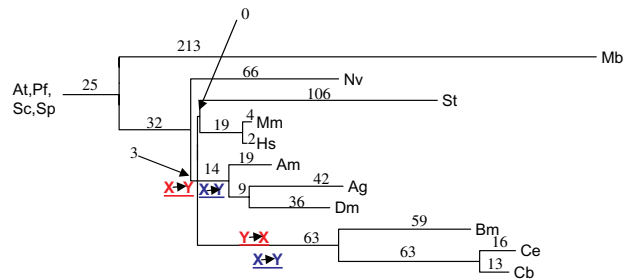 0
213
Mb
25
At,Pf,
Sc,Sp
66
Nv
106
St
32
4
Mm
19
2
Hs
3
19
Am
14
X→Y X→Y
42
Ag
9
36
Dm
59
Bm
Y→X 63
X→Y
16
Ce
63
13
Cb